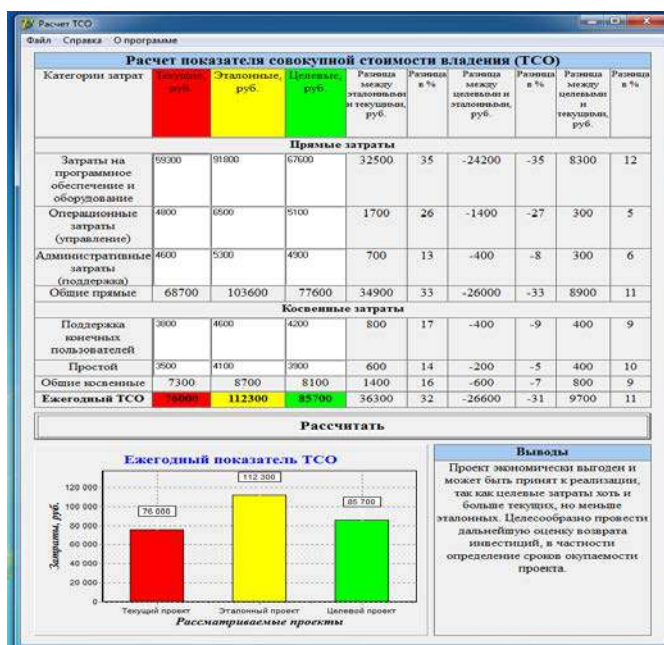 Расчет ТСО
Файл Справка О программе
Расчет показателя совокупной стоимости владения (ТСО)
Категории затрат Текущие, руб. Эталонные, руб. Целевые, руб. Разница между эталонными и текущими, руб. Разница в % Разница между целевыми и эталонными, руб. Разница в % Разница между целевыми и текущими, руб. Разница в %
Прямые затраты
Затраты на программное обеспечение и оборудование 59300 91800 67600 32500 35 -24200 -35 8300 12
Операционные затраты (управление) 4800 6500 5100 1700 26 -1400 -27 300 5
Административные затраты (поддержка) 4600 5300 4900 700 13 -400 -8 300 6
Общие прямые 68700 103600 77600 34900 33 -26000 -33 8900 11
Косвенные затраты
Поддержка конечных пользователей 3800 4600 4200 800 17 -400 -9 400 9
Простой 3500 4100 3900 600 14 -200 -5 400 10
Общие косвенные 7300 8700 8100 1400 16 -600 -7 800 9
Ежегодный ТСО 76000 112300 85700 36300 32 -26600 -31 9700 11
Рассчитать
Ежегодный показатель ТСО
Затраты, руб.
120 000
100 000
80 000
60 000
40 000
20 000
0
76 000
112 300
85 700
Текущий проект Эталонный проект Целевой проект
Рассматриваемые проекты
Выводы
Проект экономически выгоден и
может быть принят к реализации,
так как целевые затраты хоть и
больше текущих, но меньше
эталонных. Целесообразно провести
дальнейшую оценку возврата
инвестиций, в частности
определение сроков окупаемости
проекта.